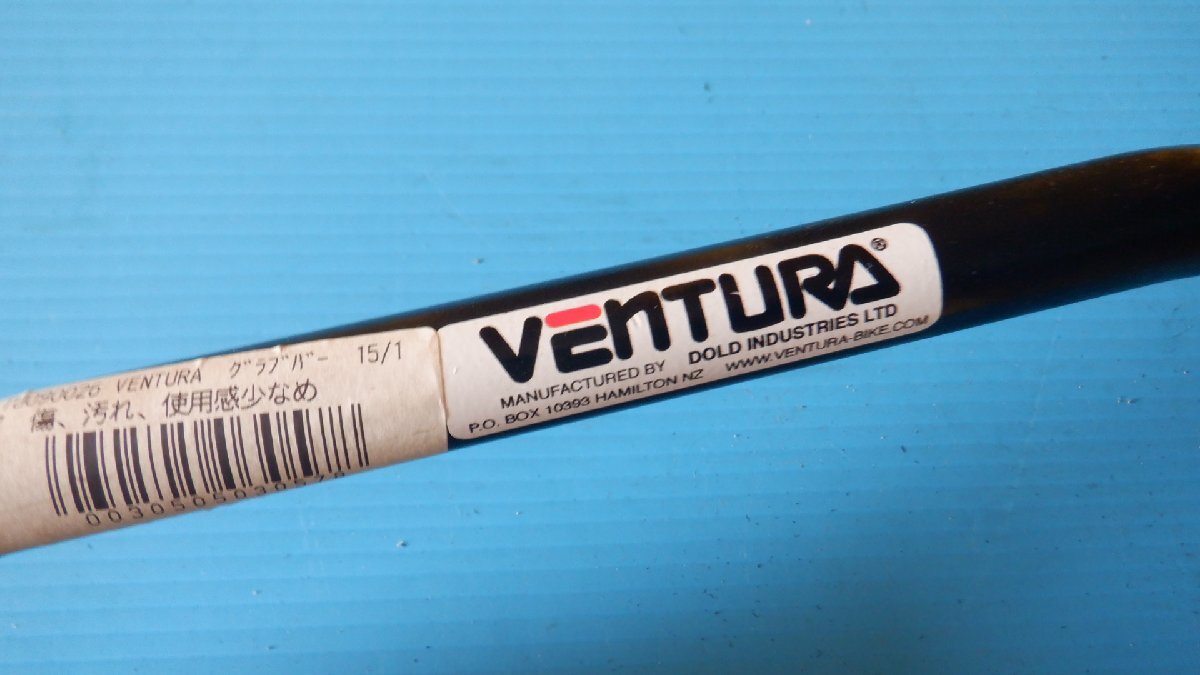 VENTURA グラブバー 15/1
傷、汚れ、使用感少なめ
VENTURA®
MANUFACTURED BY DOLD INDUSTRIES LTD
P.O. BOX 10393 HAMILTON NZ WWW.VENTURA-BIKE.COM